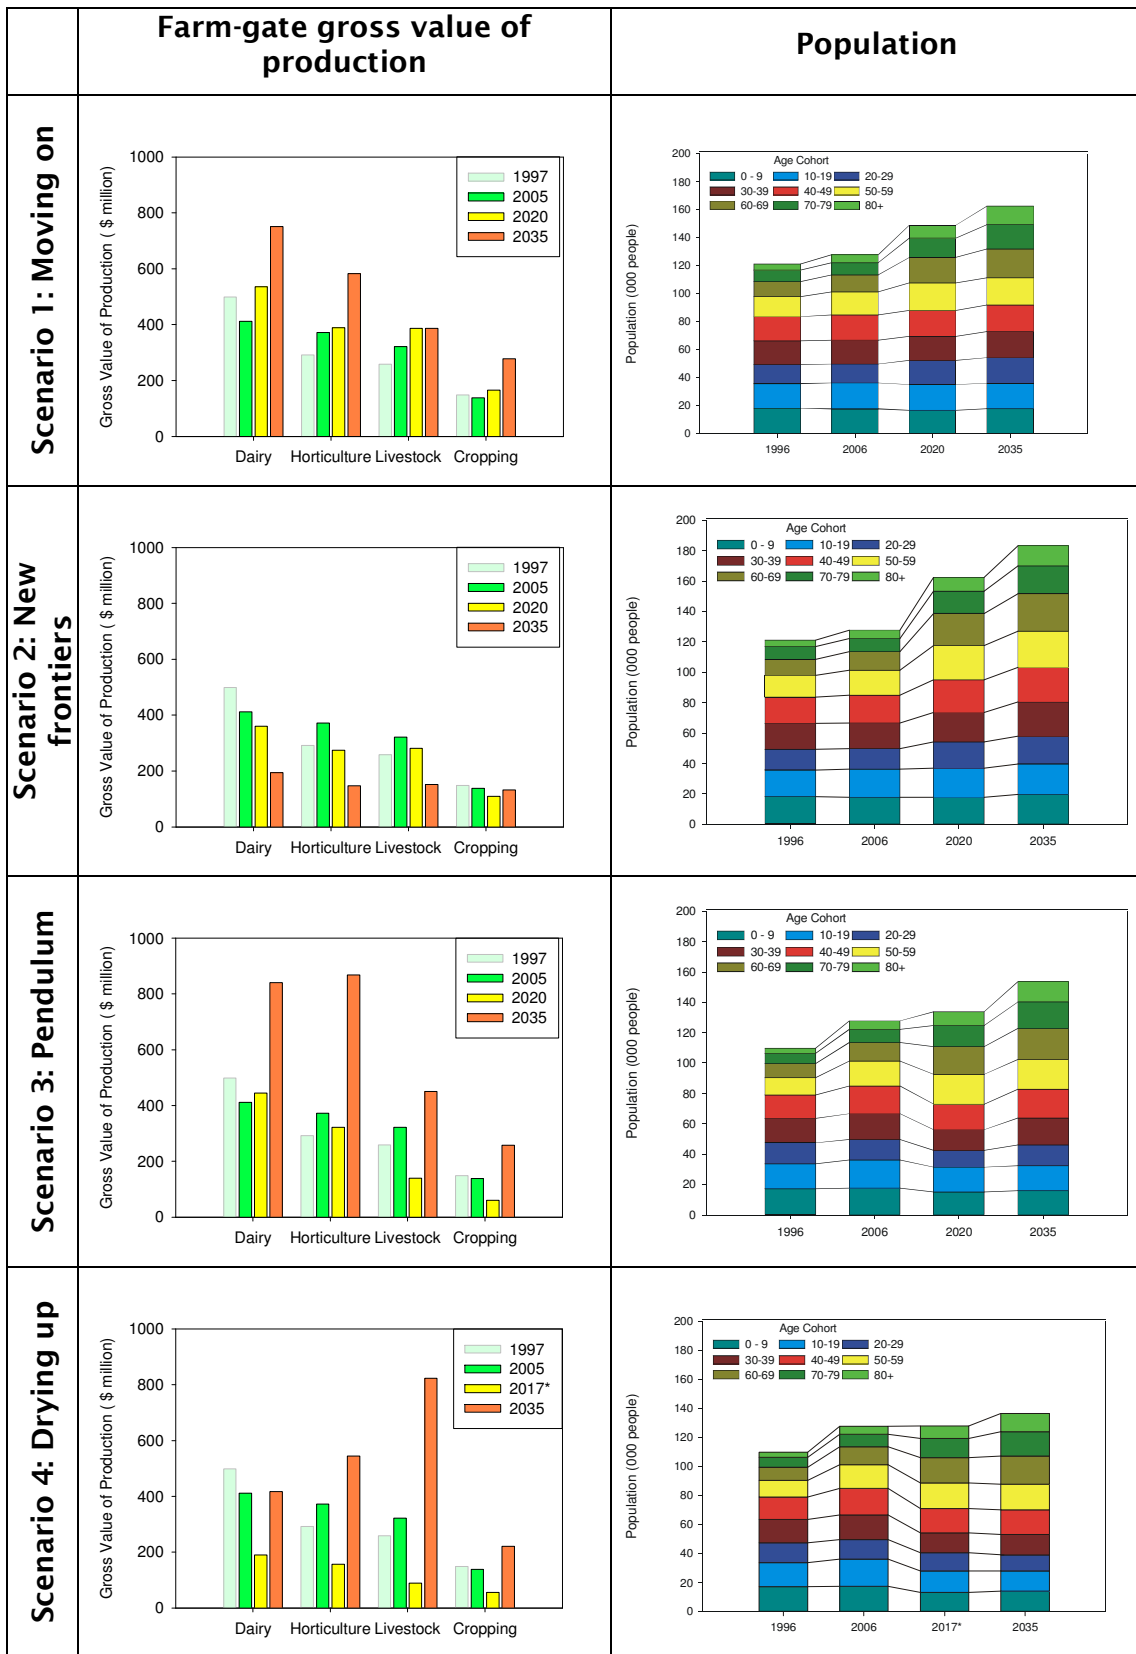 Farm-gate gross value of
production
Population
Scenario 1: Moving on
Gross Value of Production ( $ million)
1000
800
600
400
200
0
1997
2005
2020
2035
Dairy Horticulture Livestock Cropping
Population (000 people)
200
180
160
140
120
100
80
60
40
20
0
Age Cohort
0 - 9 10-19 20-29
30-39 40-49 50-59
60-69 70-79 80+
1996 2006 2020 2035
Scenario 2: New
frontiers
Gross Value of Production ( $ million)
1000
800
600
400
200
0
1997
2005
2020
2035
Dairy Horticulture Livestock Cropping
Population (000 people)
200
180
160
140
120
100
80
60
40
20
0
Age Cohort
0 - 9 10-19 20-29
30-39 40-49 50-59
60-69 70-79 80+
1996 2006 2020 2035
Scenario 3: Pendulum
Gross Value of Production ( $ million)
1000
800
600
400
200
0
1997
2005
2020
2035
Dairy Horticulture Livestock Cropping
Population (000 people)
200
180
160
140
120
100
80
60
40
20
0
Age Cohort
0 - 9 10-19 20-29
30-39 40-49 50-59
60-69 70-79 80+
1996 2006 2020 2035
Scenario 4: Drying up
Gross Value of Production ( $ million)
1000
800
600
400
200
0
1997
2005
2017*
2035
Dairy Horticulture Livestock Cropping
Population (000 people)
200
180
160
140
120
100
80
60
40
20
0
Age Cohort
0 - 9 10-19 20-29
30-39 40-49 50-59
60-69 70-79 80+
1996 2006 2017* 2035